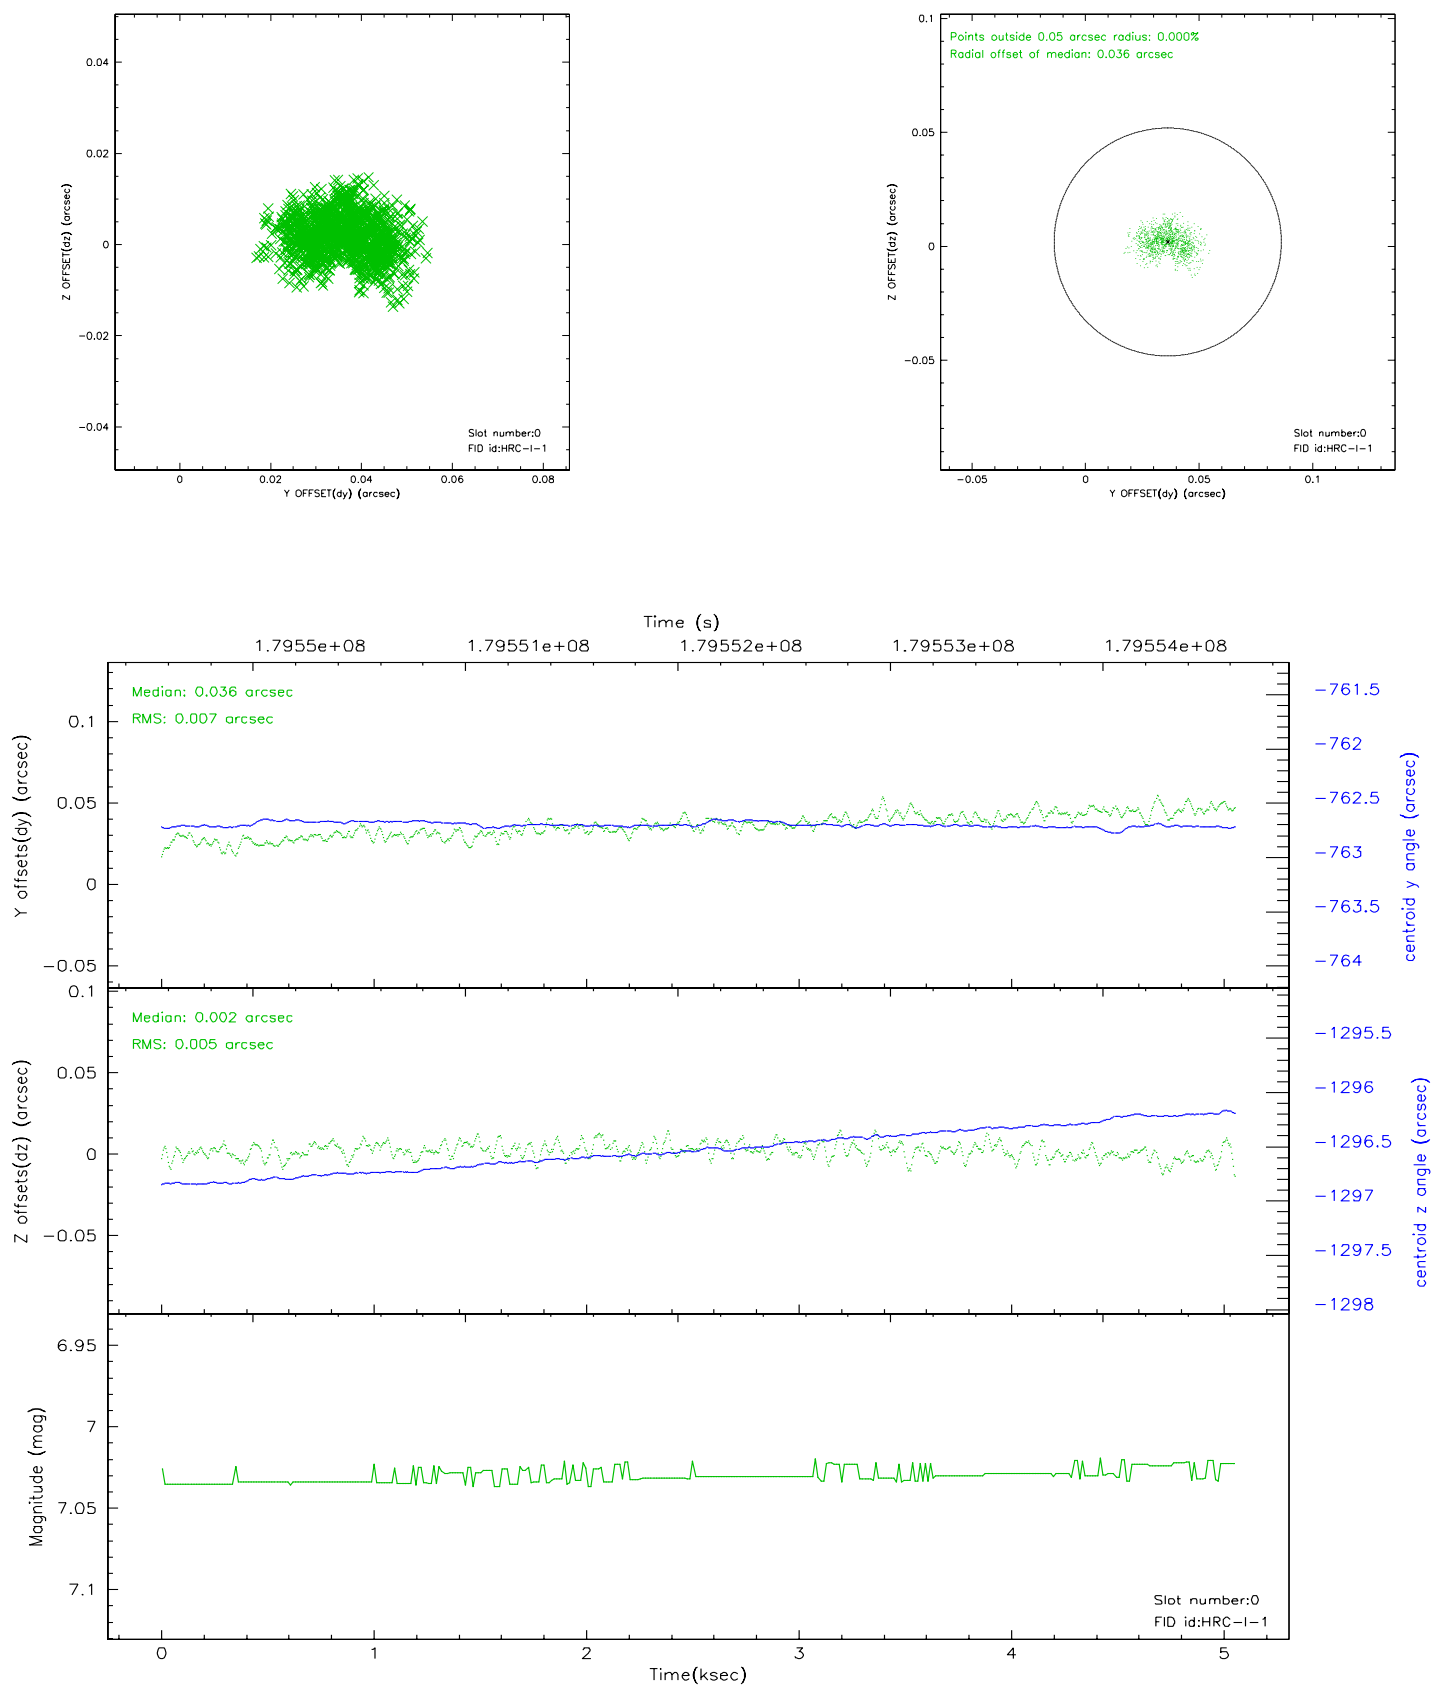 0.04
0.02
0
−0.02
−0.04
Z OFFSET(dz) (arcsec)
Slot number:0
FID id:HRC−I−1
0
0.02
0.04
0.06
0.08
Y OFFSET(dy) (arcsec)
Points outside 0.05 arcsec radius: 0.000%
Radial offset of median: 0.036 arcsec
0.1
0.05
0
−0.05
Z OFFSET(dz) (arcsec)
Slot number:0
FID id:HRC−I−1
−0.05
0
0.05
0.1
Y OFFSET(dy) (arcsec)
Time (s)
1.7955e+08
1.79551e+08
1.79552e+08
1.79553e+08
1.79554e+08
Median: 0.036 arcsec
RMS: 0.007 arcsec
0.1
0.05
0
−0.05
Y offsets(dy) (arcsec)
−761.5
−762
−762.5
−763
−763.5
−764
centroid y angle (arcsec)
Median: 0.002 arcsec
RMS: 0.005 arcsec
0.1
0.05
0
−0.05
Z offsets(dz) (arcsec)
−1295.5
−1296
−1296.5
−1297
−1297.5
−1298
centroid z angle (arcsec)
6.95
7
7.05
7.1
Magnitude (mag)
Slot number:0
FID id:HRC−I−1
0
1
2
3
4
5
Time(ksec)